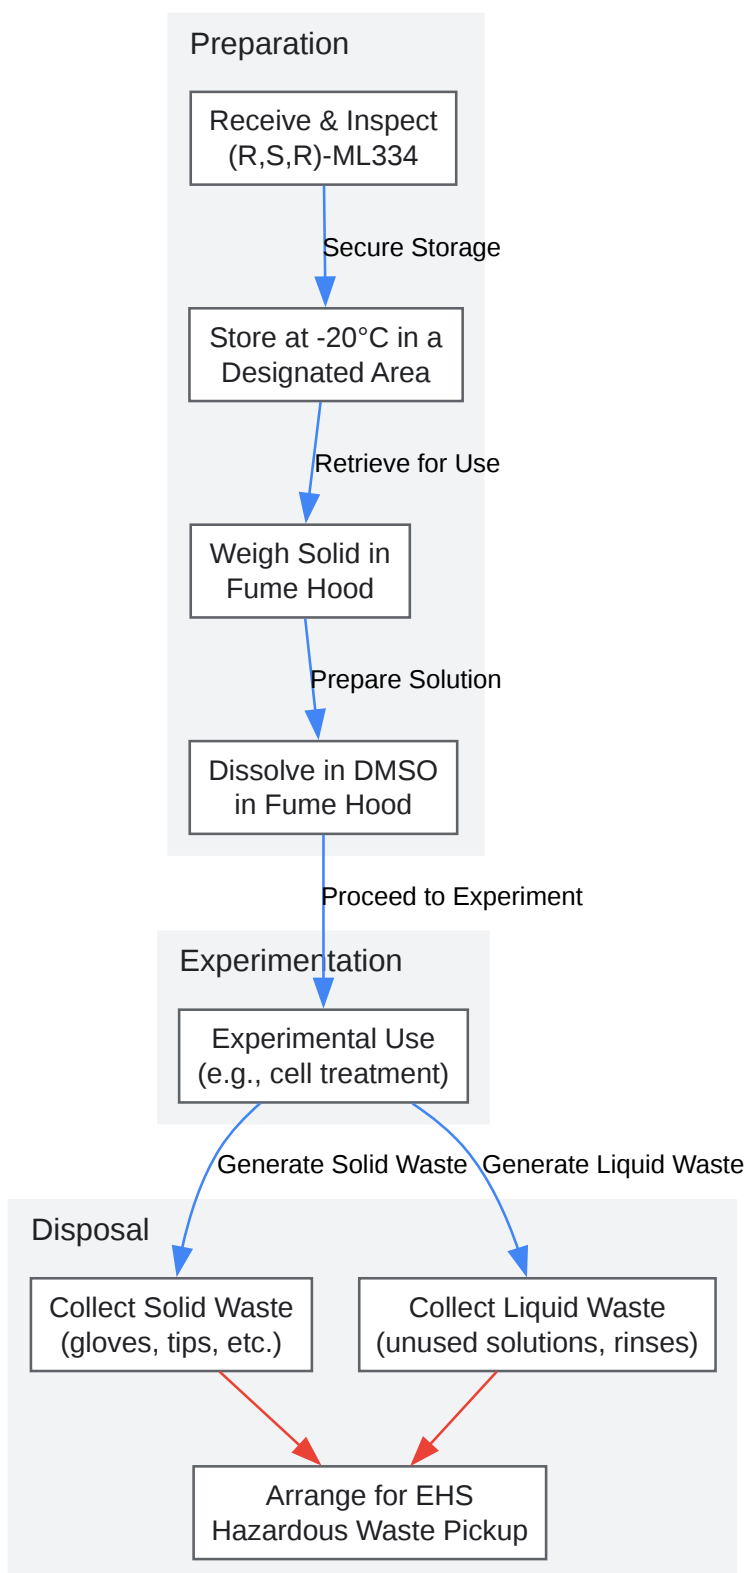 Preparation
Receive & Inspect
(R,S,R)-ML334
Secure Storage
Store at -20°C in a
Designated Area
Retrieve for Use
Weigh Solid in
Fume Hood
Prepare Solution
Dissolve in DMSO
in Fume Hood
Proceed to Experiment
Experimentation
Experimental Use
(e.g., cell treatment)
Generate Solid Waste
Generate Liquid Waste
Disposal
Collect Solid Waste
(gloves, tips, etc.)
Collect Liquid Waste
(unused solutions, rinses)
Arrange for EHS
Hazardous Waste Pickup